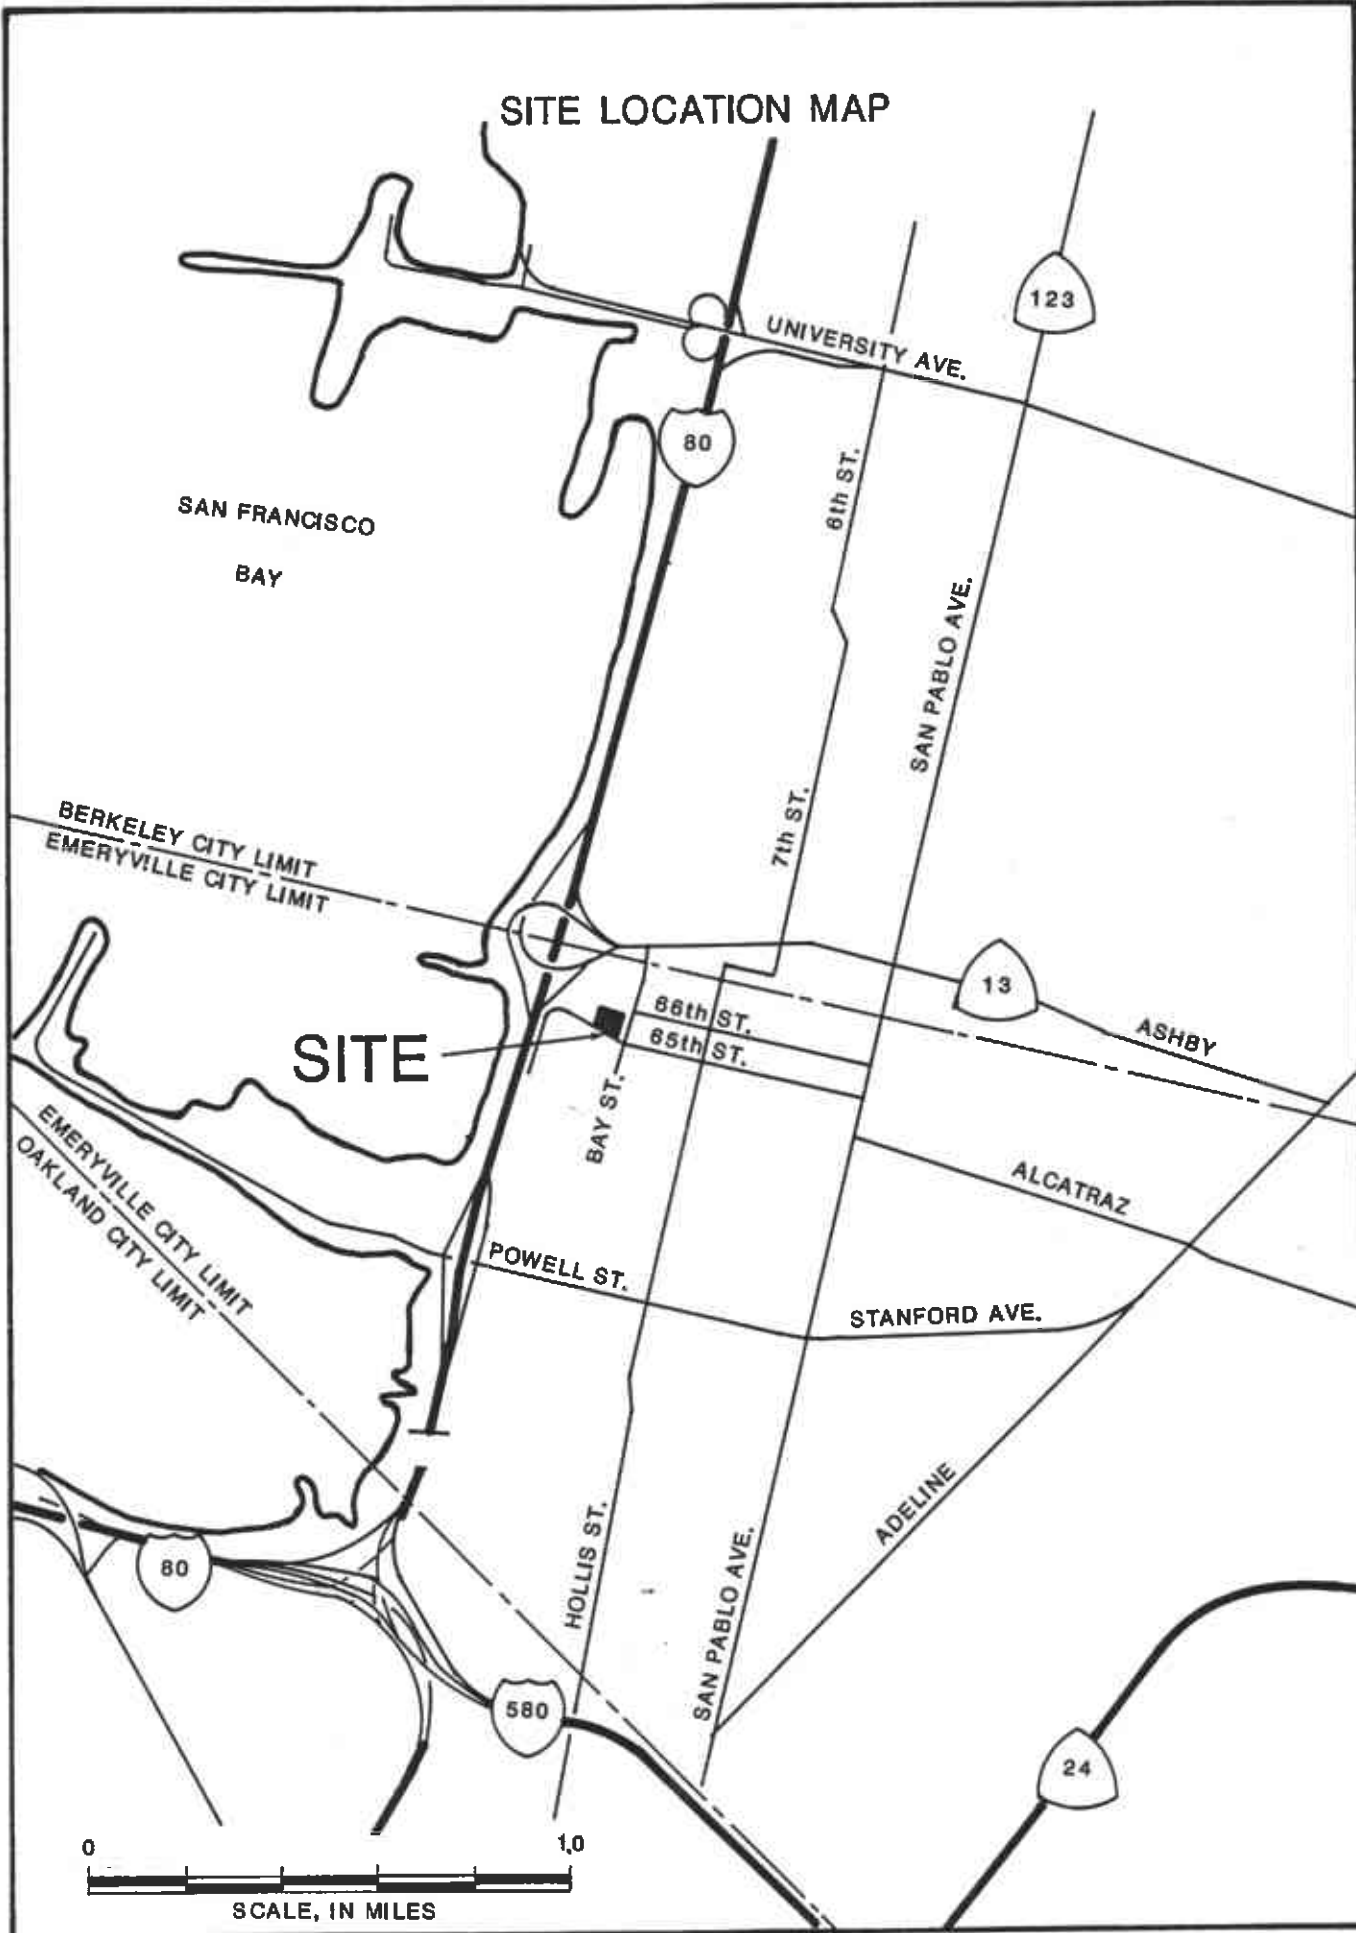 SITE LOCATION MAP
123
UNIVERSITY AVE.
80
6th ST.
SAN FRANCISCO
BAY
SAN PABLO AVE.
7th ST.
BERKELEY CITY LIMIT
EMERYVILLE CITY LIMIT
13
ASHBY
66th ST.
65th ST.
SITE
BAY ST.
EMERYVILLE CITY LIMIT
OAKLAND CITY LIMIT
ALCATRAZ
POWELL ST.
STANFORD AVE.
ADELINE
HOLLIS ST.
SAN PABLO AVE.
80
580
24
0 1.0
SCALE, IN MILES